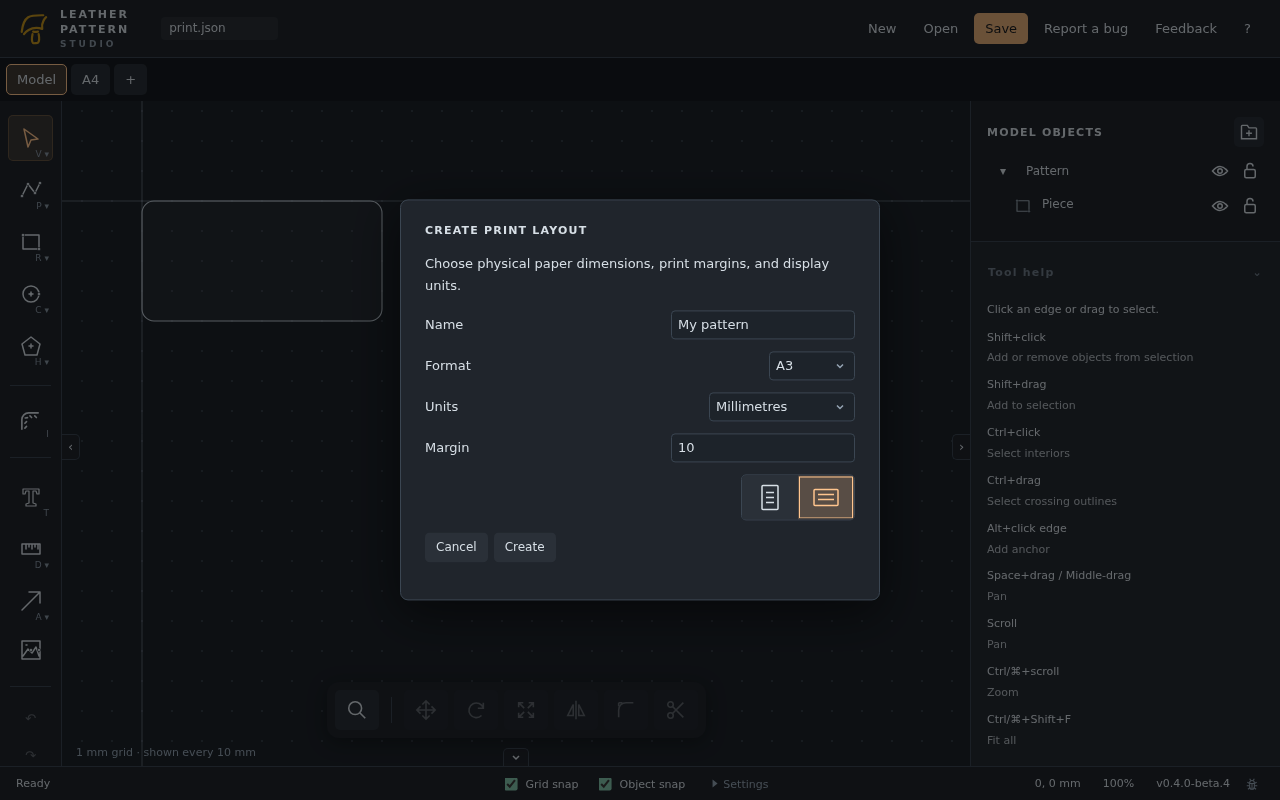 LEATHER
PATTERN
STUDIO
print.json
New
Open
Save
Report a bug
Feedback
?
Model
A4
+
V ▾
P ▾
R ▾
C ▾
H ▾
I
T
D ▾
A ▾
CREATE PRINT LAYOUT
Choose physical paper dimensions, print margins, and display
units.
Name
My pattern
Format
A3
Units
Millimetres
Margin
10
Cancel
Create
MODEL OBJECTS
▾ Pattern
Piece
Tool help
Click an edge or drag to select.
Shift+click
Add or remove objects from selection
Shift+drag
Add to selection
Ctrl+click
Select interiors
Ctrl+drag
Select crossing outlines
Alt+click edge
Add anchor
Space+drag / Middle-drag
Pan
Scroll
Pan
Ctrl/⌘+scroll
Zoom
Ctrl/⌘+Shift+F
Fit all
1 mm grid · shown every 10 mm
Ready
Grid snap
Object snap
Settings
0, 0 mm
100%
v0.4.0-beta.4